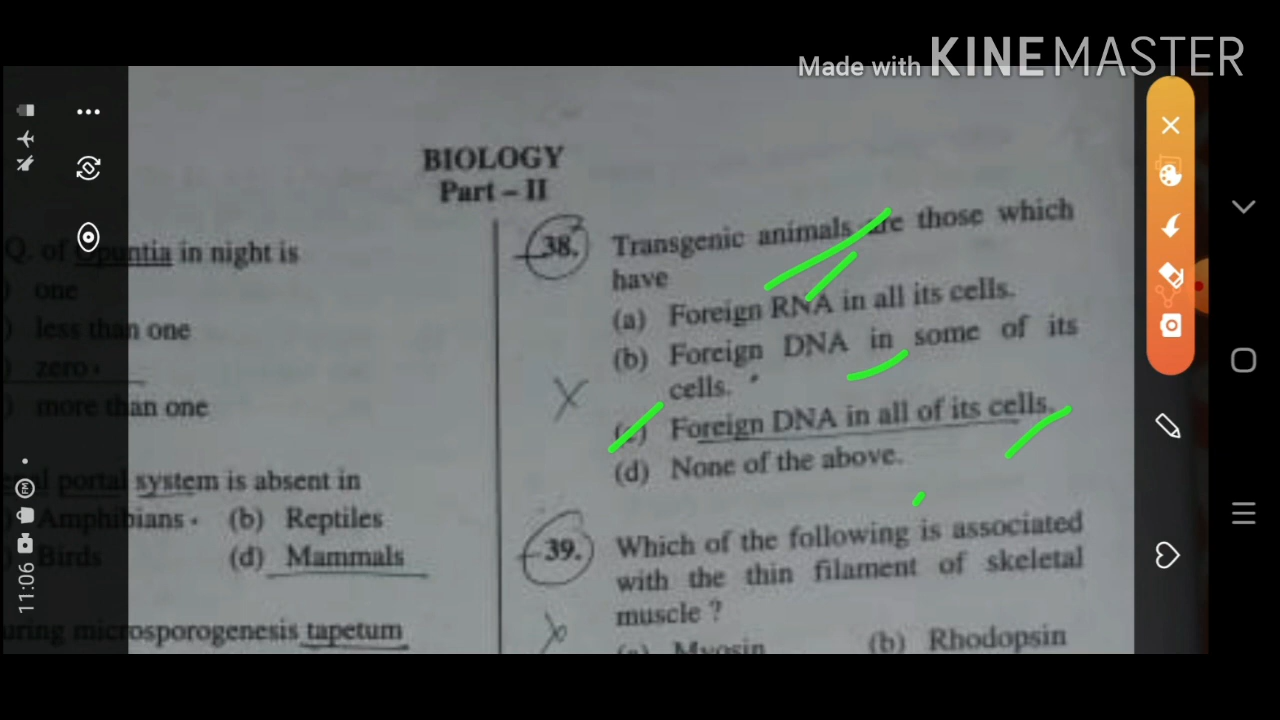 Made with KINEMASTER
BIOLOGY
Part – II
Q. of Opuntia in night is
) one
) less than one
) zero
) more than one
portal system is absent in
Amphibians (b) Reptiles
Birds (d) Mammals
uring microsporogenesis tapetum
38. Transgenic animals are those which
have
(a) Foreign RNA in all its cells.
(b) Foreign DNA in some of its
cells.
(c) Foreign DNA in all of its cells.
(d) None of the above.
39. Which of the following is associated
with the thin filament of skeletal
muscle ?
(a) Myosin (b) Rhodopsin
11:06
FM